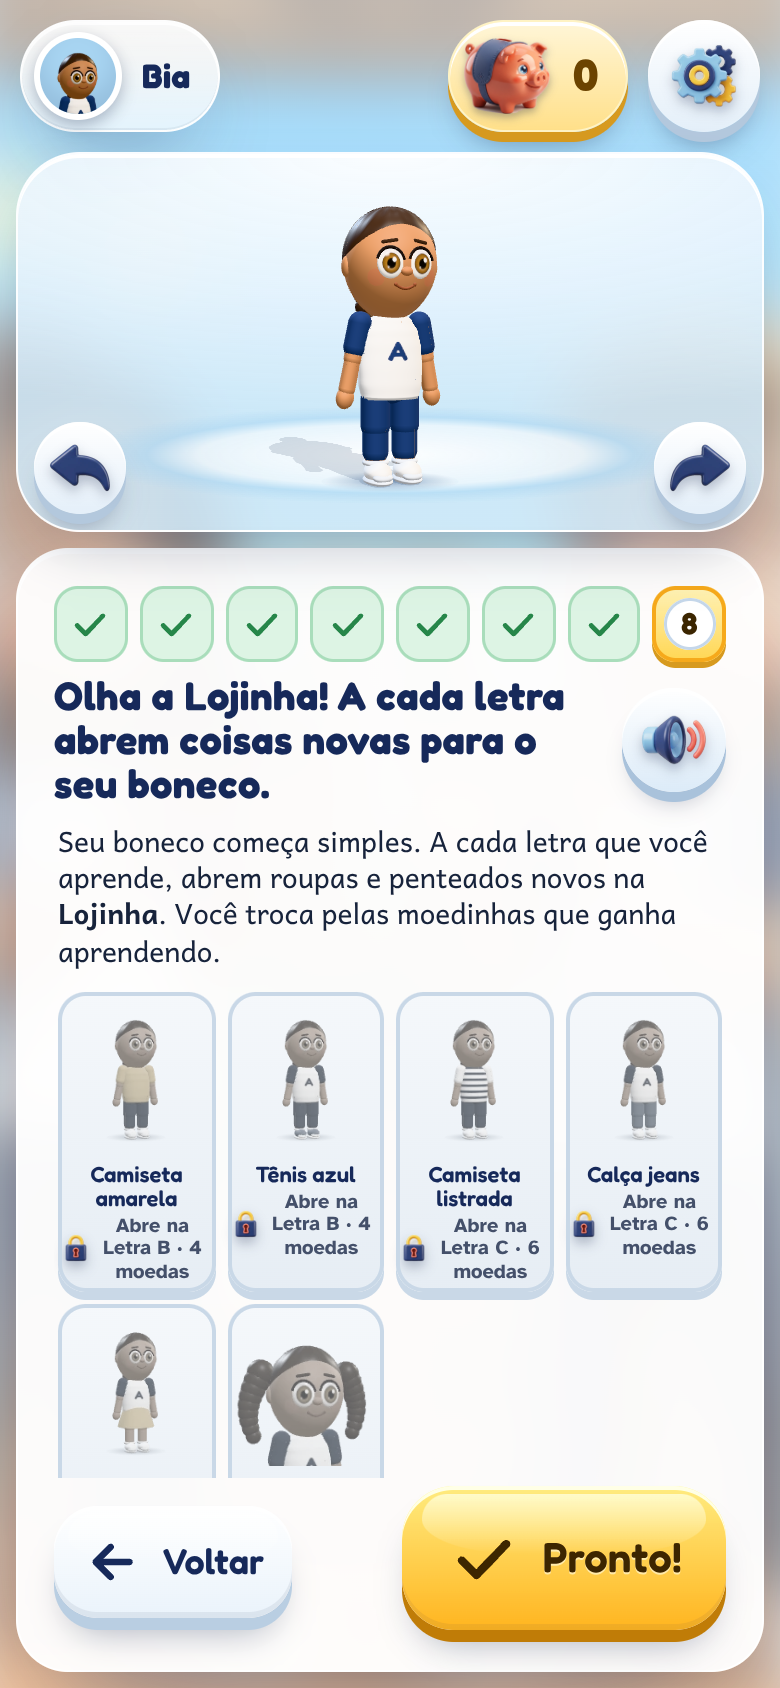 Bia
0
A
8
Olha a Lojinha! A cada letra
abrem coisas novas para o
seu boneco.
Seu boneco começa simples. A cada letra que você
aprende, abrem roupas e penteados novos na
Lojinha. Você troca pelas moedinhas que ganha
aprendendo.
A
A
Camiseta
amarela
Abre na
Letra B · 4
moedas
Tênis azul
Abre na
Letra B · 4
moedas
Camiseta
listrada
Abre na
Letra C · 6
moedas
Calça jeans
Abre na
Letra C · 6
moedas
A
A
Voltar
Pronto!